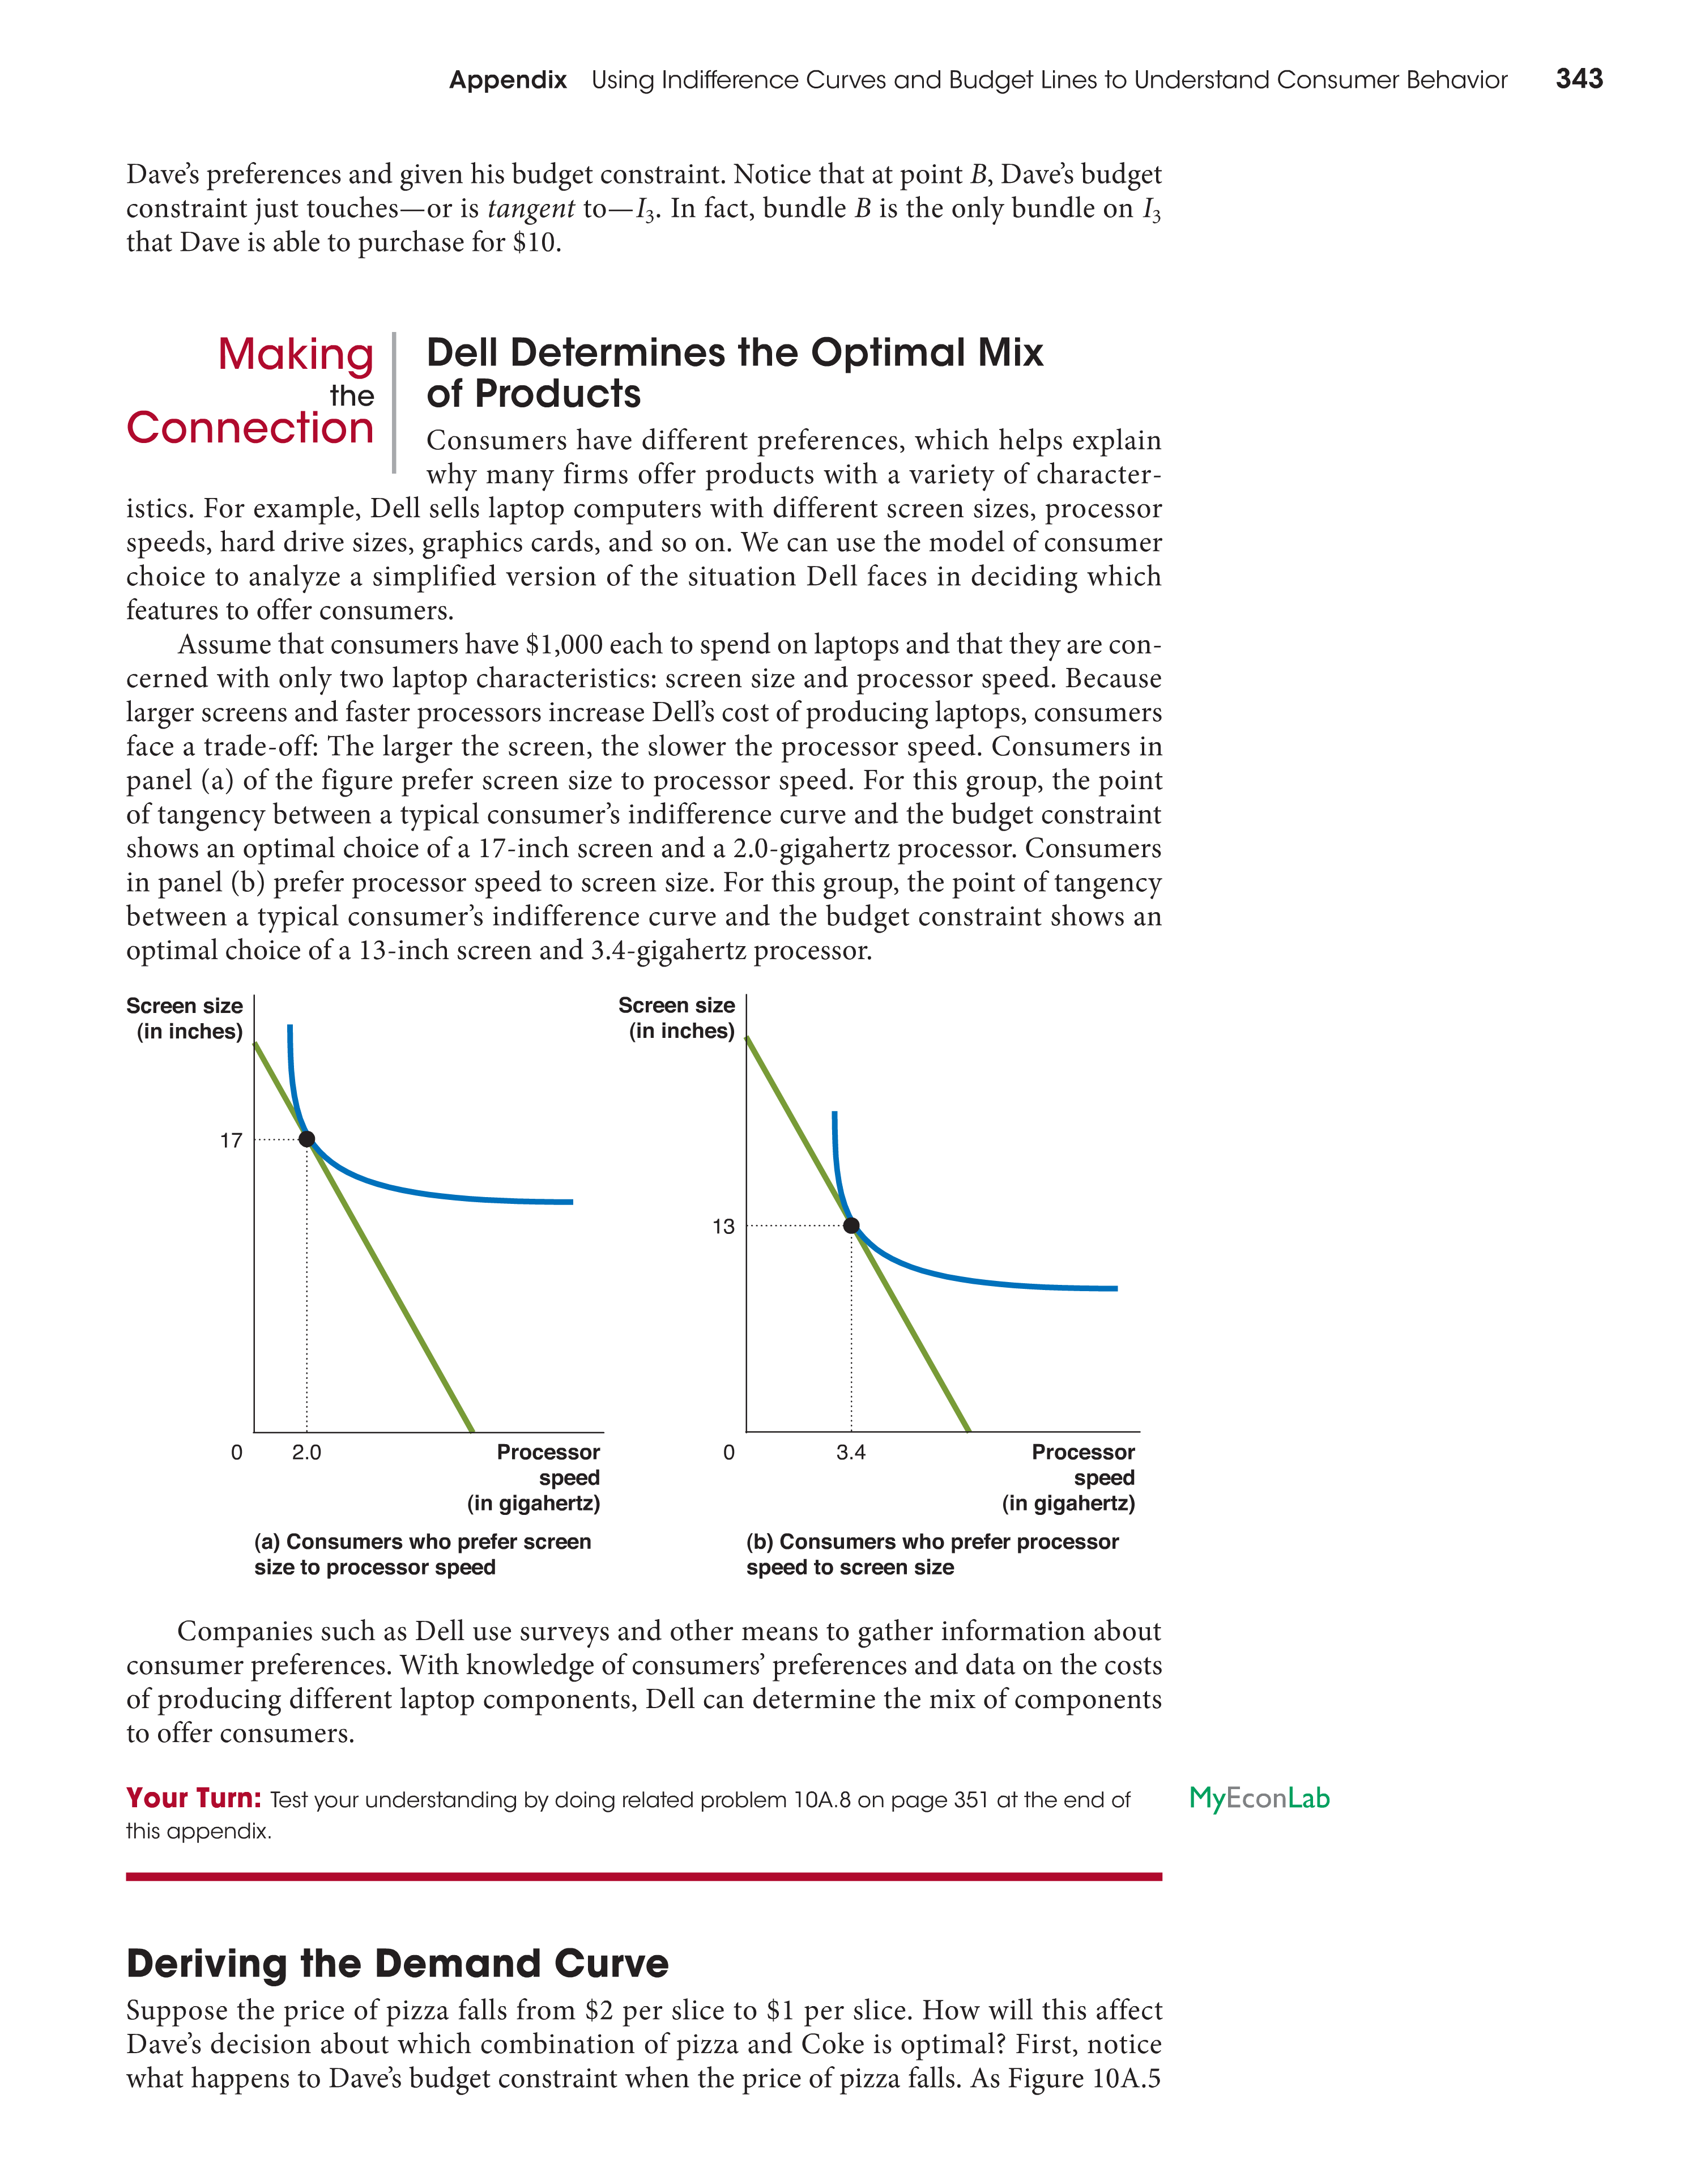 Appendix Using Indifference Curves and Budget Lines to Understand Consumer Behavior 343
Dave’s preferences and given his budget constraint. Notice that at point B, Dave’s budget
constraint just touches—or is tangent to—I3. In fact, bundle B is the only bundle on I3
that Dave is able to purchase for $10.
Making
the
Connection
Dell Determines the Optimal Mix
of Products
Consumers have different preferences, which helps explain
why many firms offer products with a variety of character-
istics. For example, Dell sells laptop computers with different screen sizes, processor
speeds, hard drive sizes, graphics cards, and so on. We can use the model of consumer
choice to analyze a simplified version of the situation Dell faces in deciding which
features to offer consumers.
Assume that consumers have $1,000 each to spend on laptops and that they are con-
cerned with only two laptop characteristics: screen size and processor speed. Because
larger screens and faster processors increase Dell’s cost of producing laptops, consumers
face a trade-off: The larger the screen, the slower the processor speed. Consumers in
panel (a) of the figure prefer screen size to processor speed. For this group, the point
of tangency between a typical consumer’s indifference curve and the budget constraint
shows an optimal choice of a 17-inch screen and a 2.0-gigahertz processor. Consumers
in panel (b) prefer processor speed to screen size. For this group, the point of tangency
between a typical consumer’s indifference curve and the budget constraint shows an
optimal choice of a 13-inch screen and 3.4-gigahertz processor.
Screen size
(in inches)
17
0
2.0
Processor
speed
(in gigahertz)
(a) Consumers who prefer screen
size to processor speed
Screen size
(in inches)
13
0
3.4
Processor
speed
(in gigahertz)
(b) Consumers who prefer processor
speed to screen size
Companies such as Dell use surveys and other means to gather information about
consumer preferences. With knowledge of consumers’ preferences and data on the costs
of producing different laptop components, Dell can determine the mix of components
to offer consumers.
Your Turn: Test your understanding by doing related problem 10A.8 on page 351 at the end of
this appendix.
MyEconLab
Deriving the Demand Curve
Suppose the price of pizza falls from $2 per slice to $1 per slice. How will this affect
Dave’s decision about which combination of pizza and Coke is optimal? First, notice
what happens to Dave’s budget constraint when the price of pizza falls. As Figure 10A.5